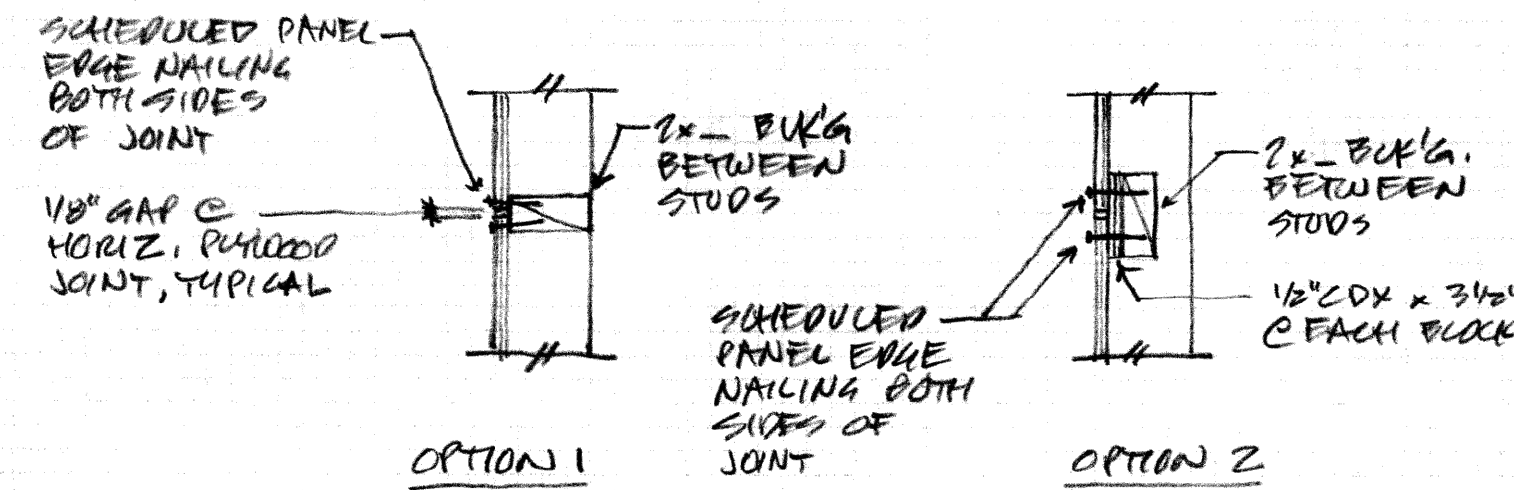 SCHEDULED PANEL
EDGE NAILING
BOTH SIDES
OF JOINT
1/8" GAP @
HORIZ. PLYWOOD
JOINT, TYPICAL
2x_ BLK'G
BETWEEN
STUDS
OPTION 1
SCHEDULED
PANEL EDGE
NAILING BOTH
SIDES OF
JOINT
2x_ BLK'G.
BETWEEN
STUDS
1/2" CDX x 3 1/2"
@ EACH BLOCK
OPTION 2